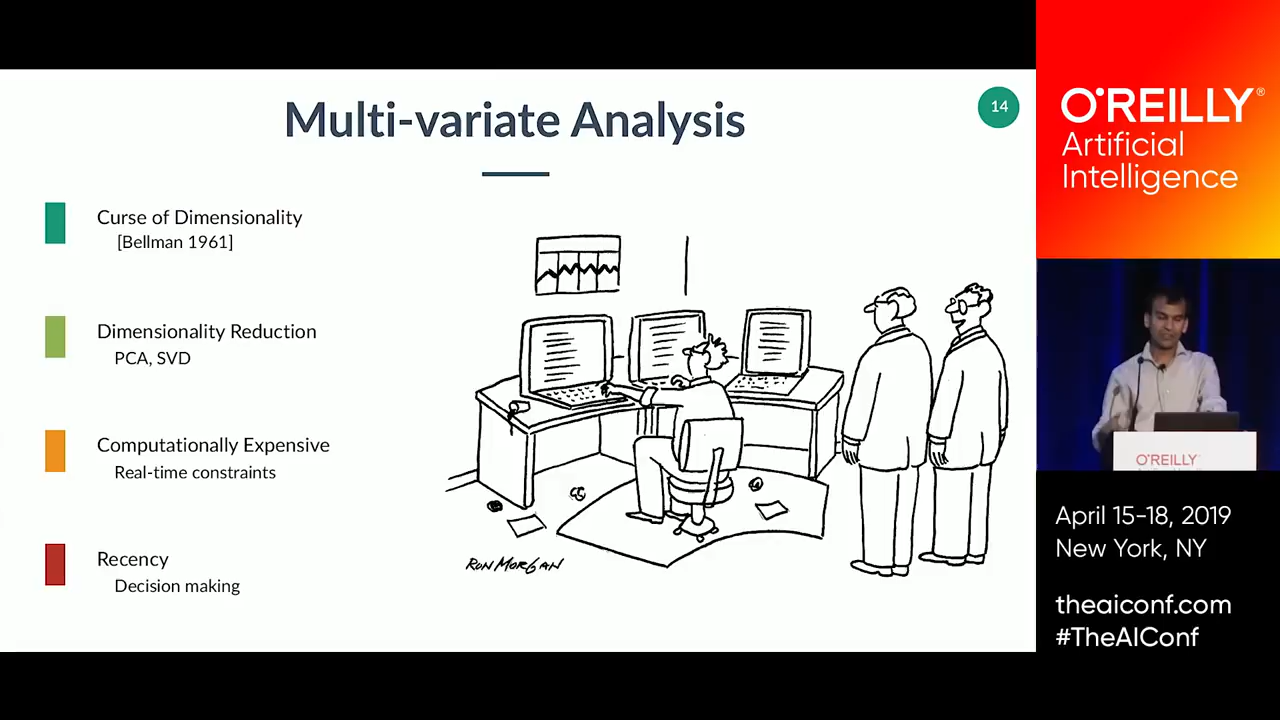 Multi-variate Analysis
14
Curse of Dimensionality
[Bellman 1961]
Dimensionality Reduction
PCA, SVD
Computationally Expensive
Real-time constraints
Recency
Decision making
RON MORGAN
O'REILLY®
Artificial
Intelligence
O'REILLY
April 15-18, 2019
New York, NY
theaiconf.com
#TheAIConf